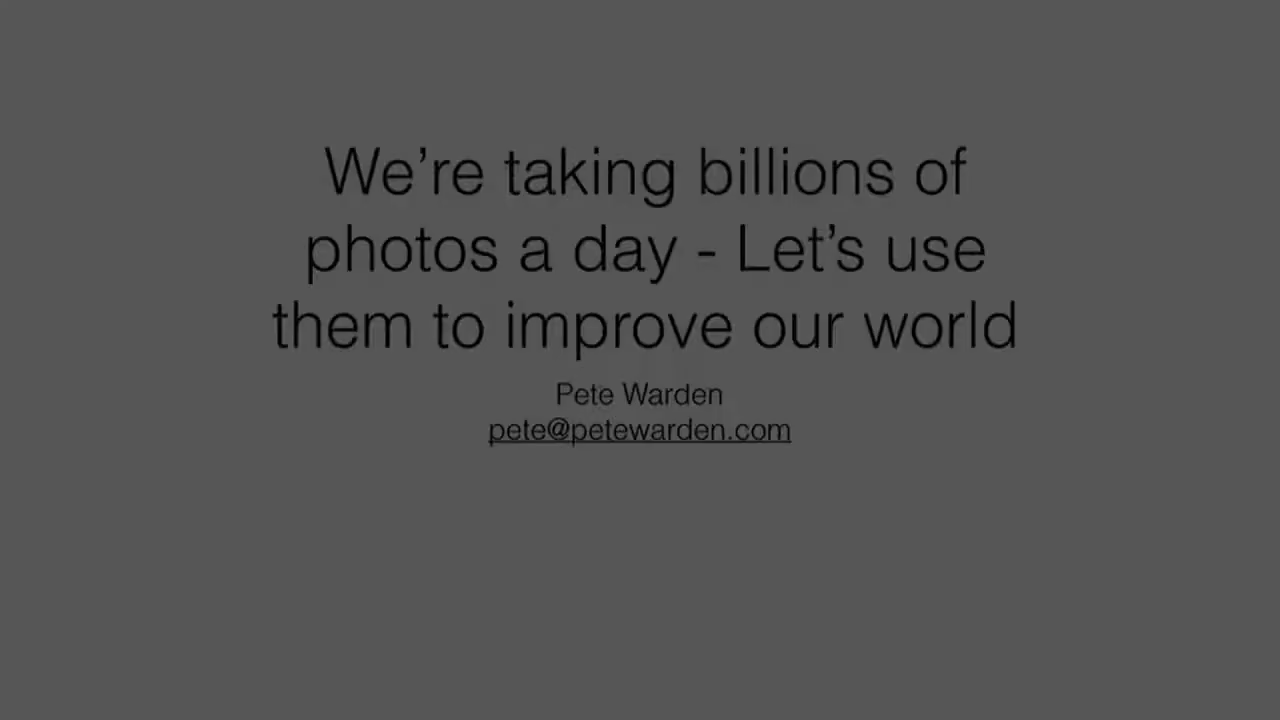 We’re taking billions of
photos a day - Let’s use
them to improve our world
Pete Warden
pete@petewarden.com